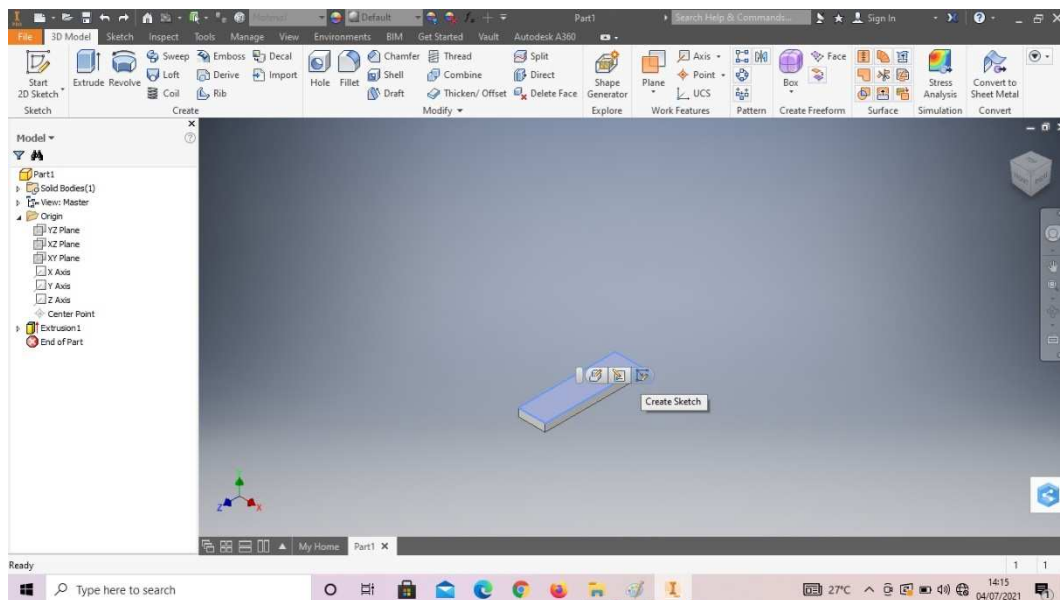 Material
Default
Part1
Search Help & Commands...
Sign In
File 3D Model Sketch Inspect Tools Manage View Environments BIM Get Started Vault Autodesk A360
Start 2D Sketch
Extrude
Revolve
Sweep
Loft
Coil
Emboss
Derive
Rib
Decal
Import
Hole
Fillet
Chamfer
Shell
Draft
Thread
Combine
Thicken/ Offset
Split
Direct
Delete Face
Shape Generator
Plane
Axis
Point
UCS
Box
Face
Stress Analysis
Convert to Sheet Metal
Sketch Create Modify Explore Work Features Pattern Create Freeform Surface Simulation Convert
Model
Part1
Solid Bodies(1)
View: Master
Origin
YZ Plane
XZ Plane
XY Plane
X Axis
Y Axis
Z Axis
Center Point
Extrusion1
End of Part
Create Sketch
Z
X
My Home Part1
Ready 1 1
Type here to search
27°C
14:15
04/07/2021